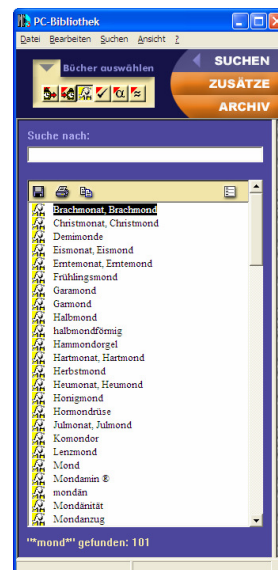 PC-Bibliothek
Datei Bearbeiten Suchen Ansicht ?
Bücher auswählen
SUCHEN
ZUSÄTZE
ARCHIV
Suche nach:
Brachmonat, Brachmond
Christmonat, Christmond
Demimonde
Eismonat, Eismond
Erntemonat, Erntemond
Frühlingsmond
Garamond
Garmond
Halbmond
halbmondförmig
Hammondorgel
Hartmonat, Hartmond
Herbstmond
Heumonat, Heumond
Honigmond
Hormondrüse
Julmonat, Julmond
Komondor
Lenzmond
Mond
Mondamin ®
mondän
Mondänität
Mondanzug
"*mond*" gefunden: 101